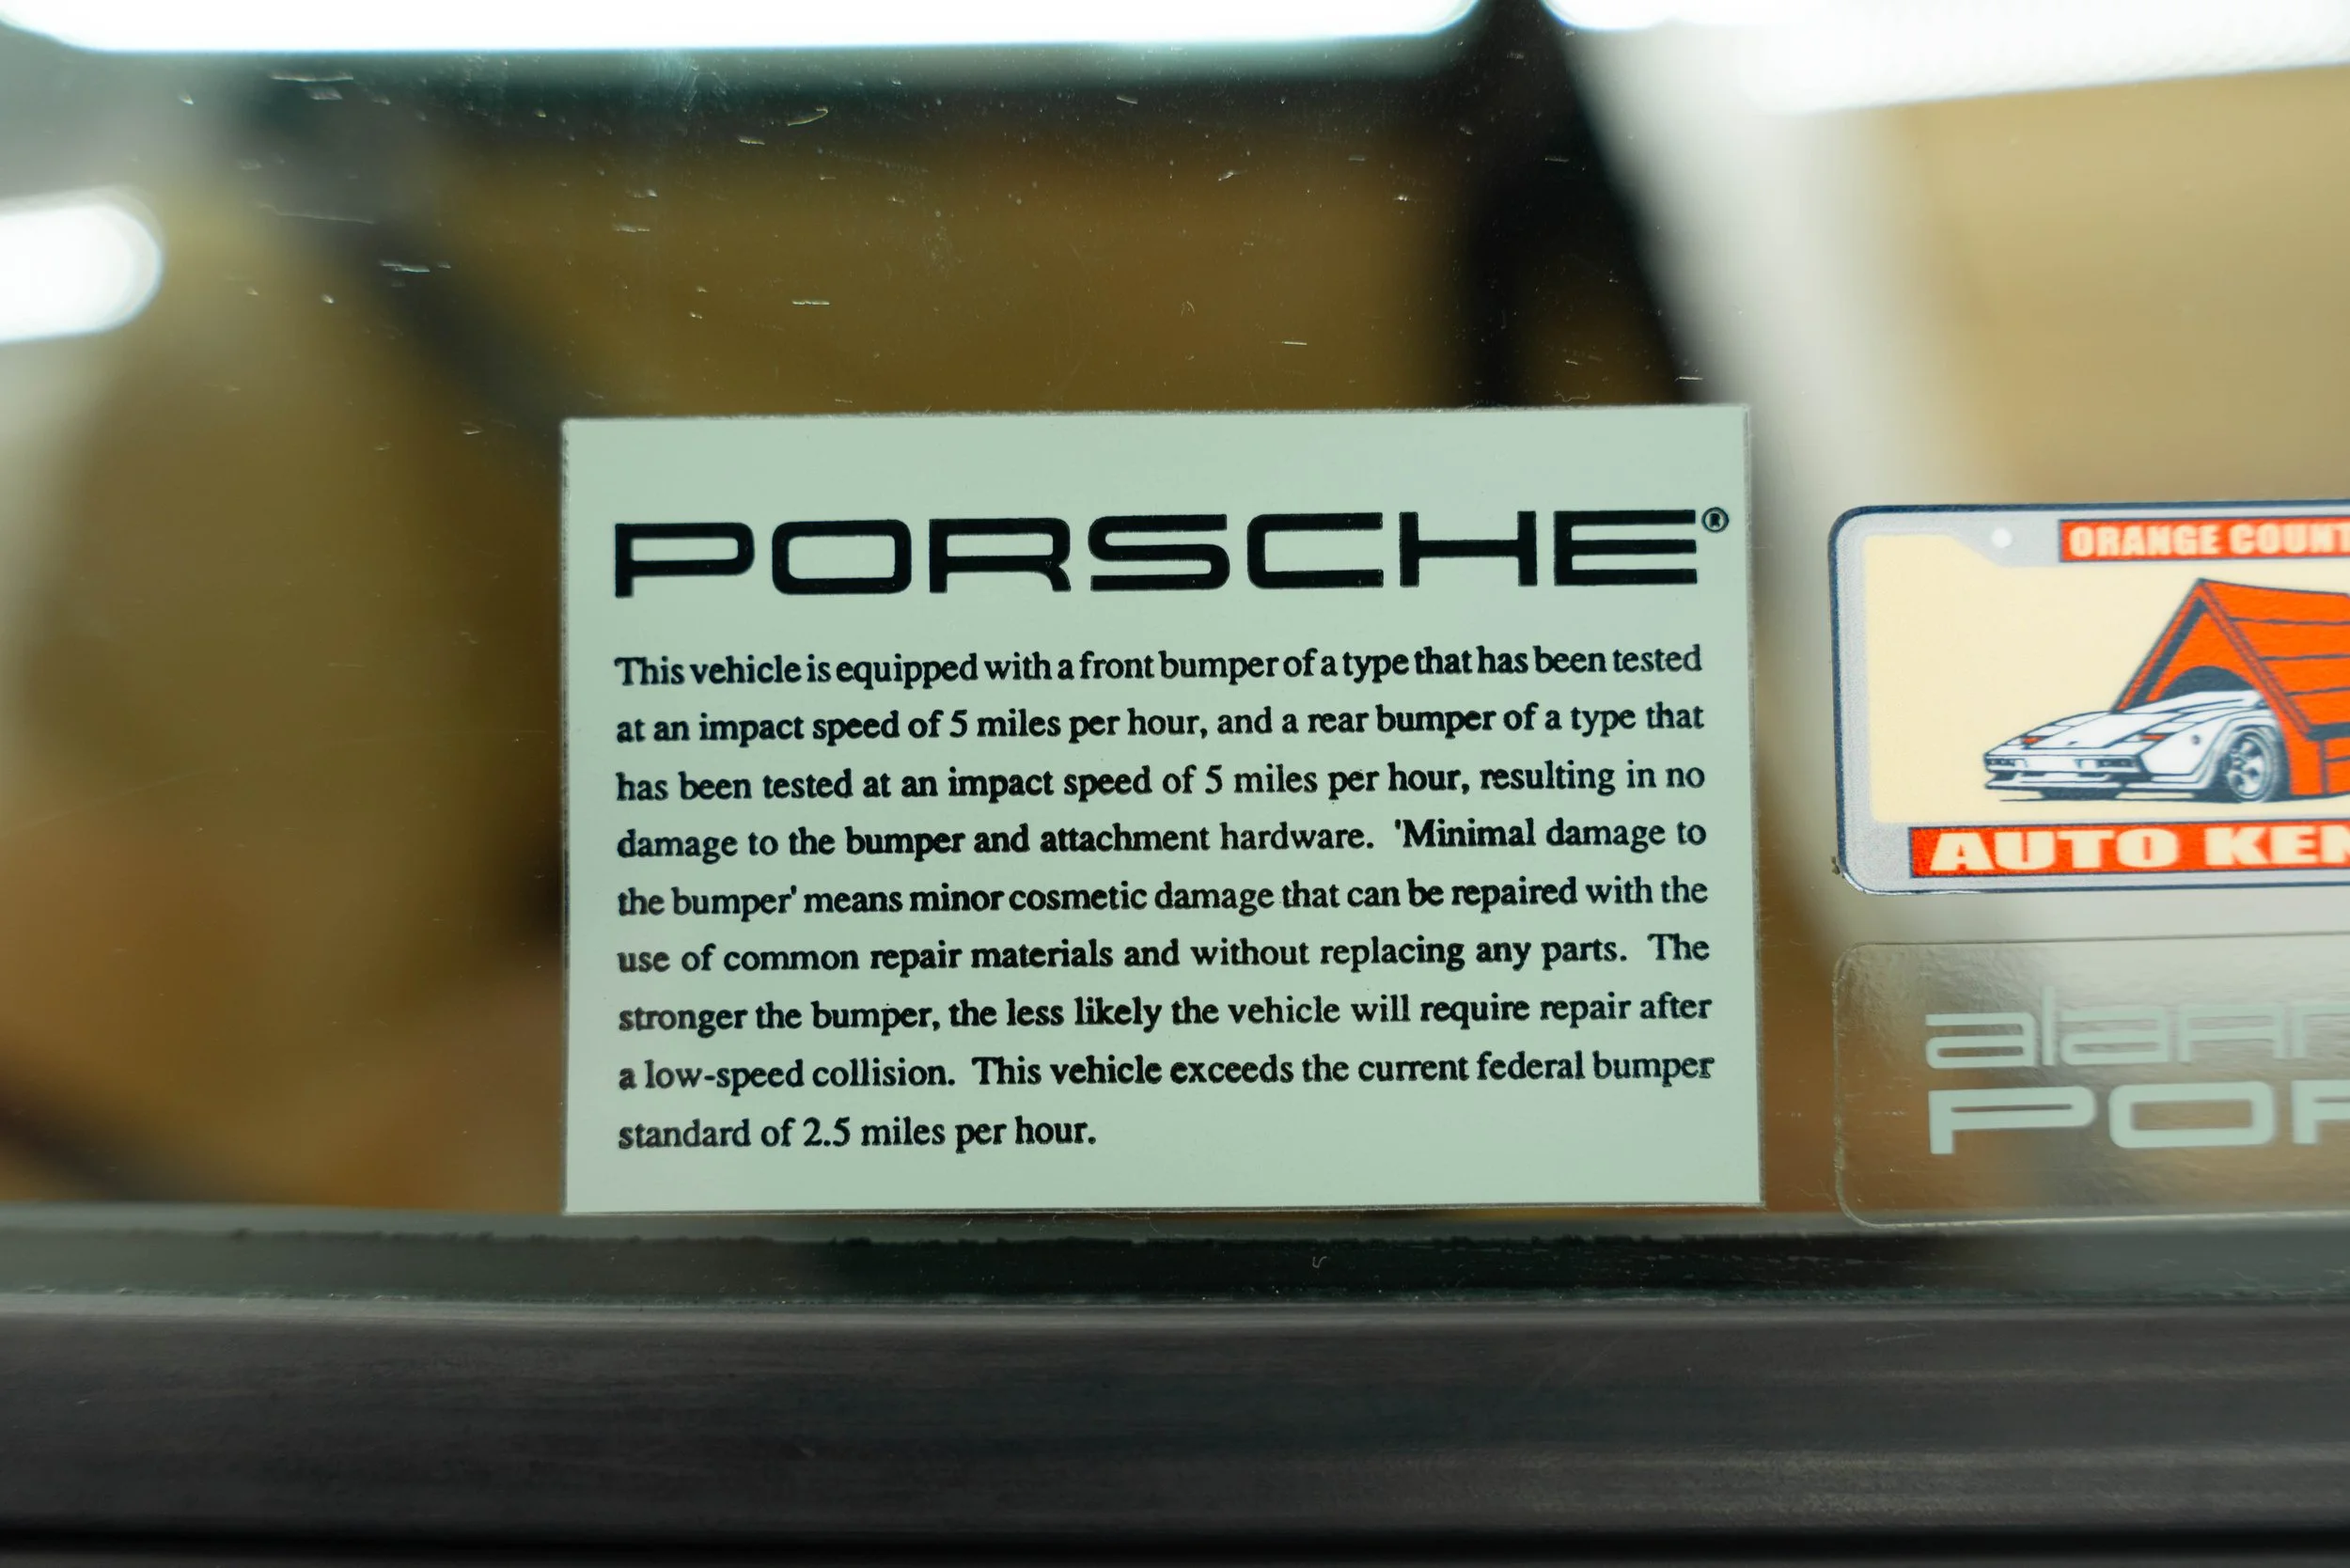 PORSCHE®
This vehicle is equipped with a front bumper of a type that has been tested
at an impact speed of 5 miles per hour, and a rear bumper of a type that
has been tested at an impact speed of 5 miles per hour, resulting in no
damage to the bumper and attachment hardware. 'Minimal damage to
the bumper' means minor cosmetic damage that can be repaired with the
use of common repair materials and without replacing any parts. The
stronger the bumper, the less likely the vehicle will require repair after
a low-speed collision. This vehicle exceeds the current federal bumper
standard of 2.5 miles per hour.
ORANGE COUNT
AUTO KEN
alarm
POR